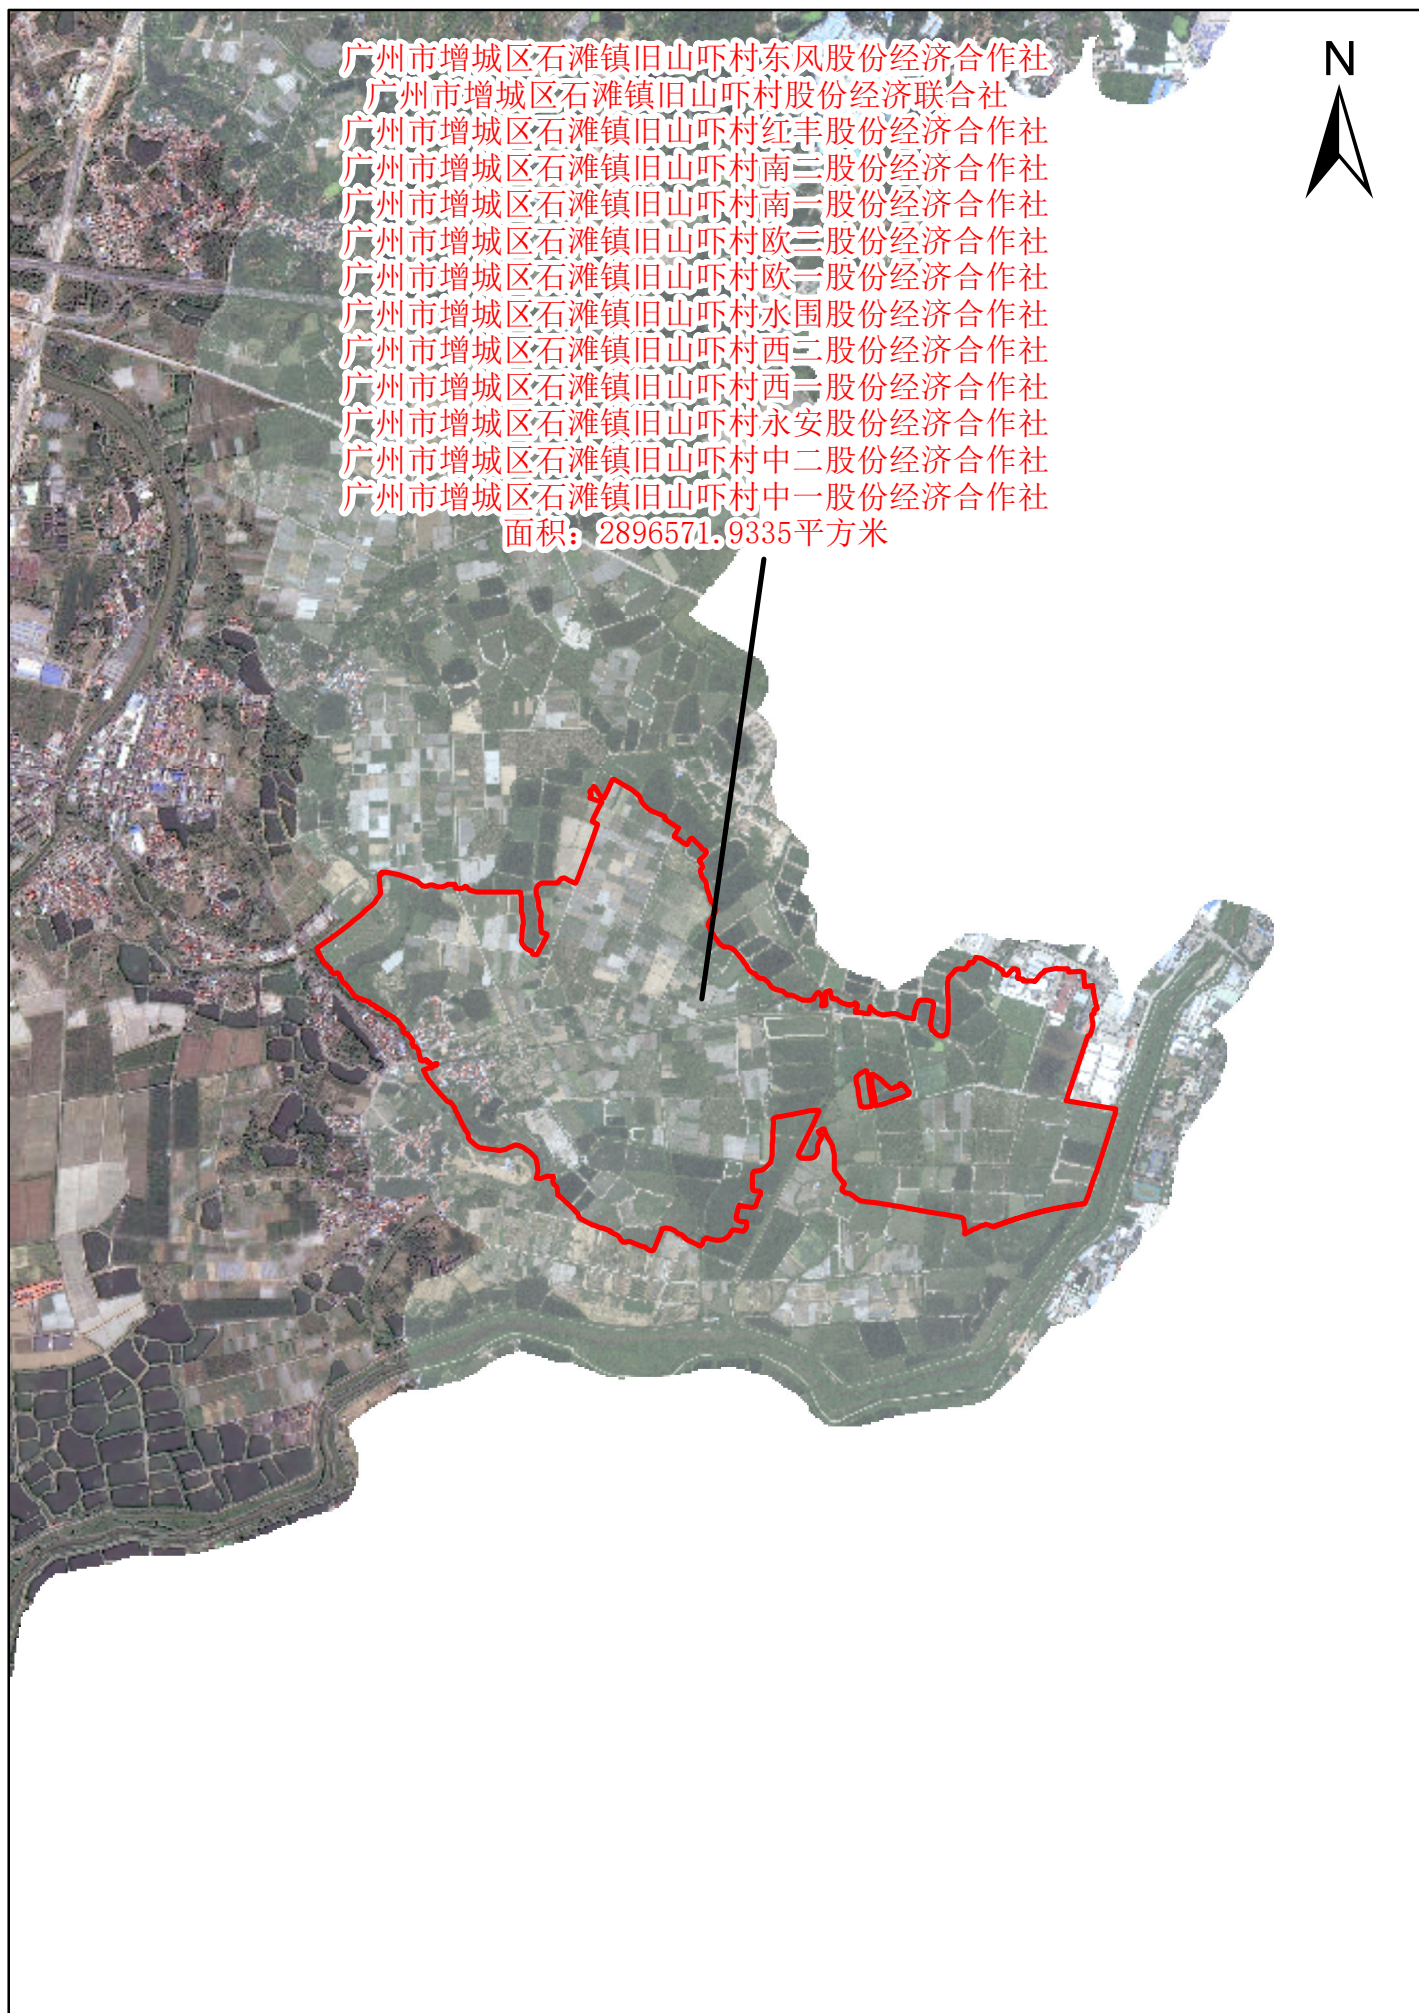 N
广州市增城区石滩镇旧山吓村东风股份经济合作社
广州市增城区石滩镇旧山吓村股份经济联合社
广州市增城区石滩镇旧山吓村红丰股份经济合作社
广州市增城区石滩镇旧山吓村南二股份经济合作社
广州市增城区石滩镇旧山吓村南一股份经济合作社
广州市增城区石滩镇旧山吓村欧二股份经济合作社
广州市增城区石滩镇旧山吓村欧一股份经济合作社
广州市增城区石滩镇旧山吓村水围股份经济合作社
广州市增城区石滩镇旧山吓村西二股份经济合作社
广州市增城区石滩镇旧山吓村西一股份经济合作社
广州市增城区石滩镇旧山吓村永安股份经济合作社
广州市增城区石滩镇旧山吓村中二股份经济合作社
广州市增城区石滩镇旧山吓村中一股份经济合作社
面积：2896571.9335平方米